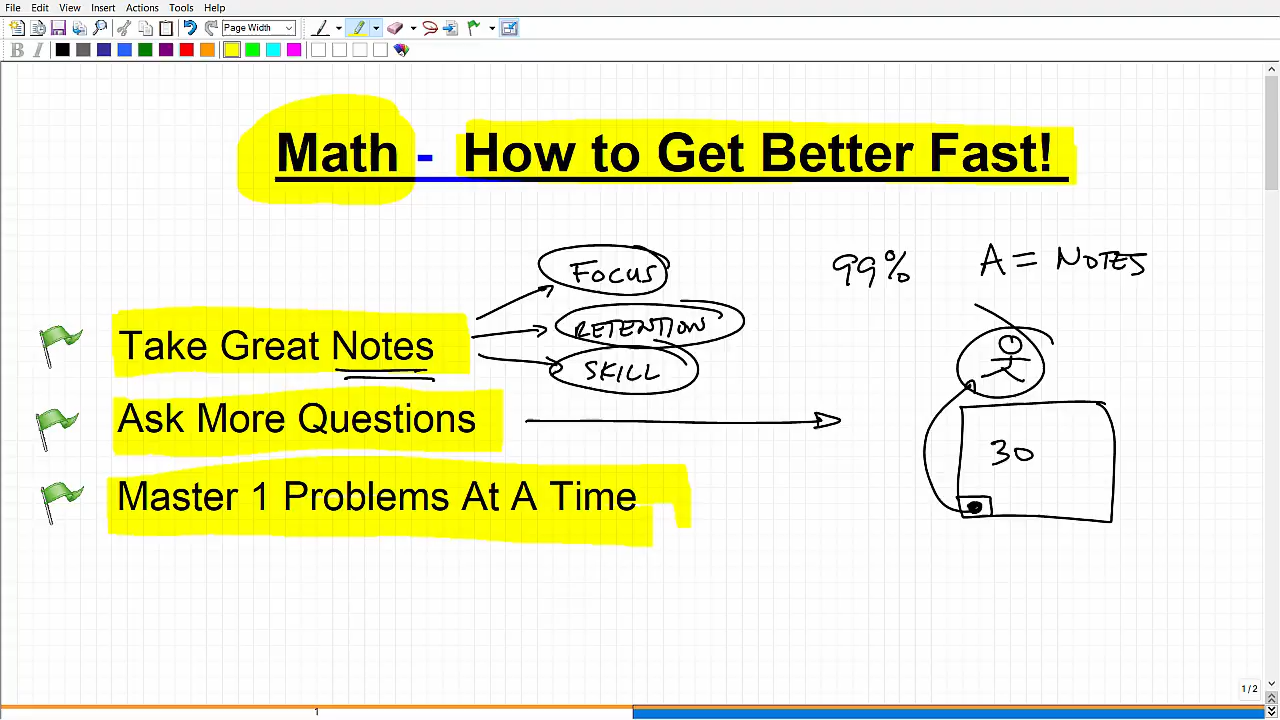 File Edit View Insert Actions Tools Help
Page Width
B I
Math - How to Get Better Fast!
FOCUS
99% A = NOTES
RETENTION
Take Great Notes
SKILL
Ask More Questions
30
Master 1 Problems At A Time
1/2
1